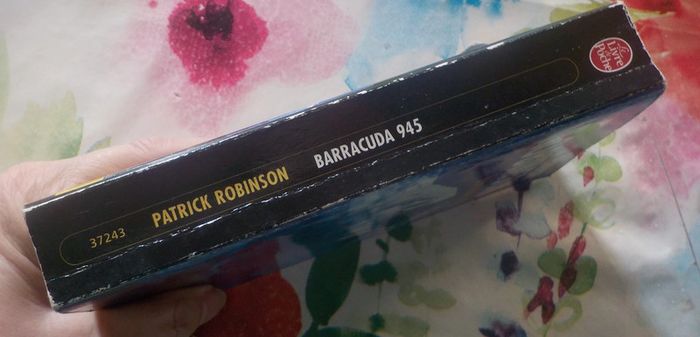 37243 PATRICK ROBINSON BARRACUDA 945
Le
Livre
de
Poche